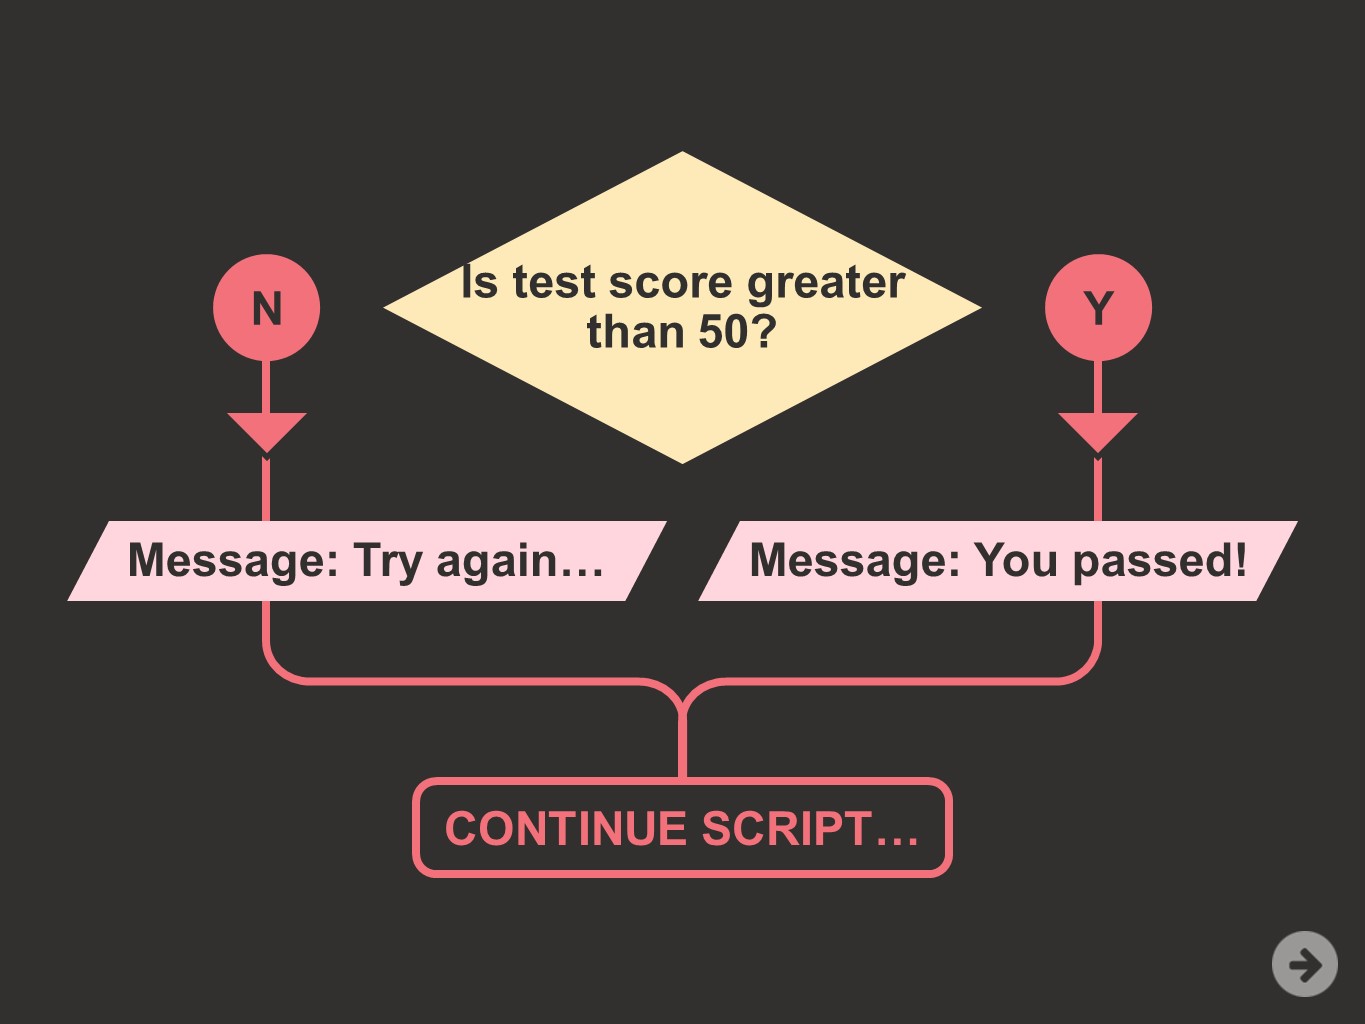 Is test score greater
than 50?
N
Y
Message: Try again…
Message: You passed!
CONTINUE SCRIPT…